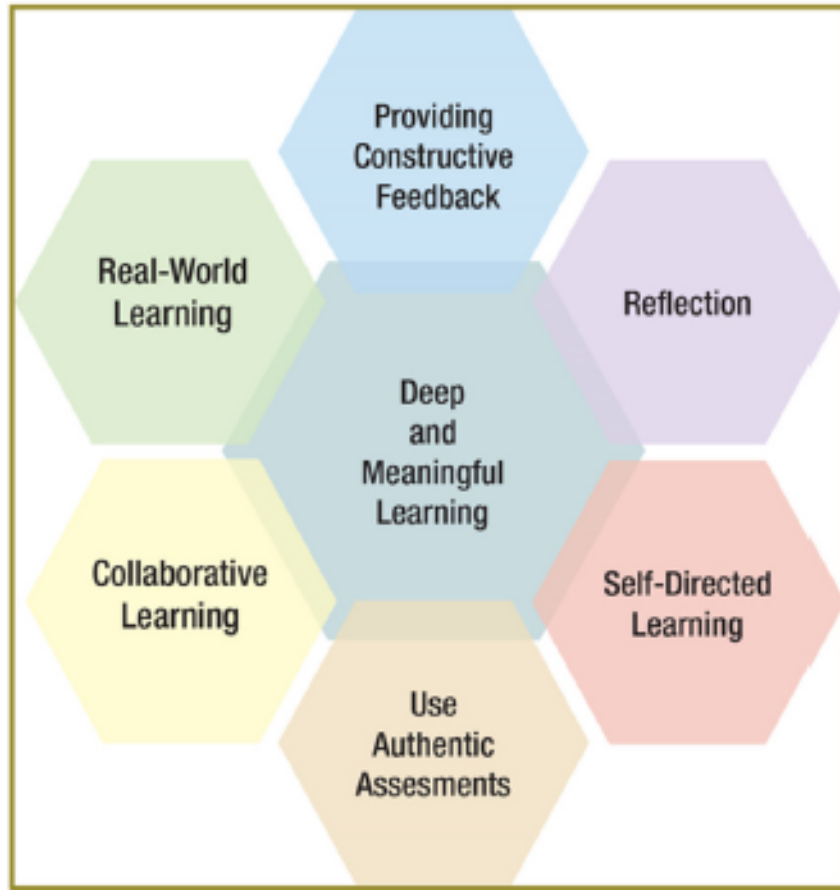 Providing
Constructive
Feedback
Real-World
Learning
Reflection
Deep
and
Meaningful
Learning
Collaborative
Learning
Self-Directed
Learning
Use
Authentic
Assesments